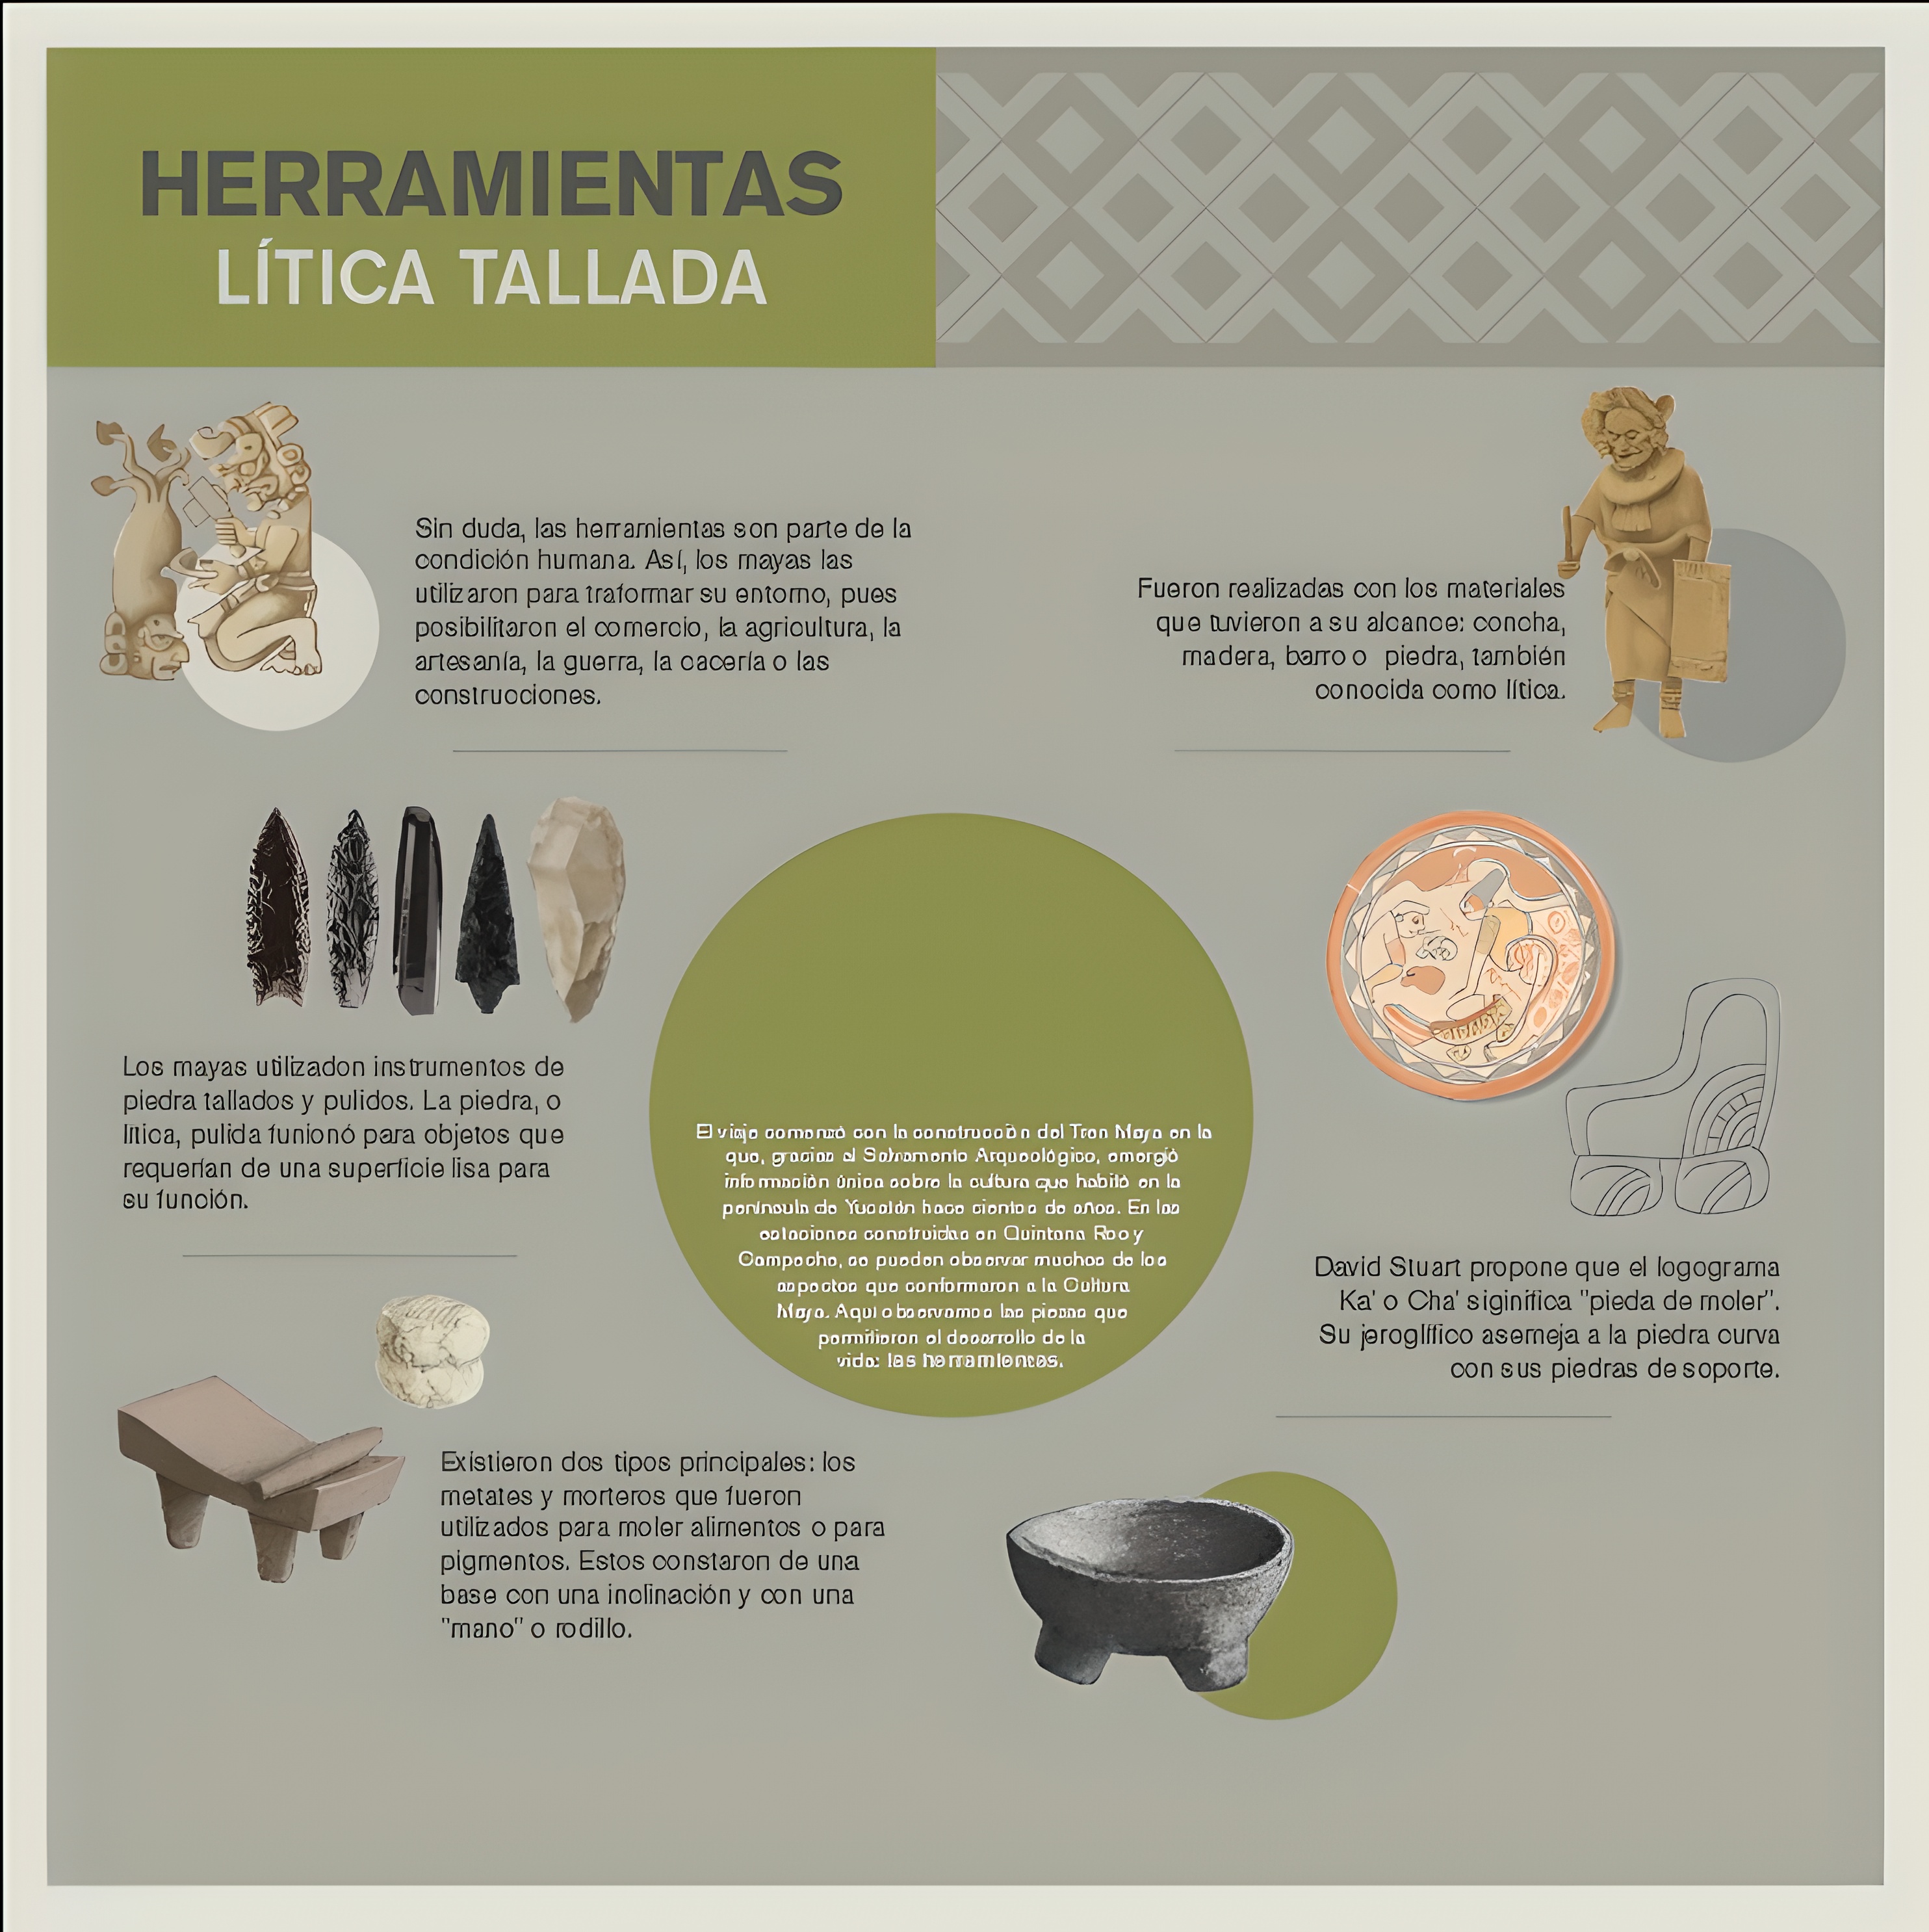 HERRAMIENTAS
LÍTICA TALLADA
Sin duda, las herramientas son parte de la
condición humana. Así, los mayas las
utilizaron para traformar su entorno, pues
posibilitaron el comercio, la agricultura, la
artesanía, la guerra, la cacería o las
construcciones.
Fueron realizadas con los materiales
que tuvieron a su alcance: concha,
madera, barro o piedra, también
conocida como lítica.
Los mayas utilizadon instrumentos de
piedra tallados y pulidos. La piedra, o
lítica, pulida funionó para objetos que
requerían de una superficie lisa para
su función.
El viaje comenzó con la construcción del Tren Maya en la
que, gracias al Salvamento Arqueológico, emergió
información única sobre la cultura que habitó en la
península de Yucatán hace cientos de años. En las
estaciones construidas en Quintana Roo y
Campeche, se pueden observar muchos de los
aspectos que conformaron a la Cultura
Maya. Aquí observamos las piezas que
permitieron el desarrollo de la
vida: las herramientas.
David Stuart propone que el logograma
Ka' o Cha' siginifica "pieda de moler".
Su jeroglífico asemeja a la piedra curva
con sus piedras de soporte.
Existieron dos tipos principales: los
metates y morteros que fueron
utilizados para moler alimentos o para
pigmentos. Estos constaron de una
base con una inclinación y con una
"mano" o rodillo.